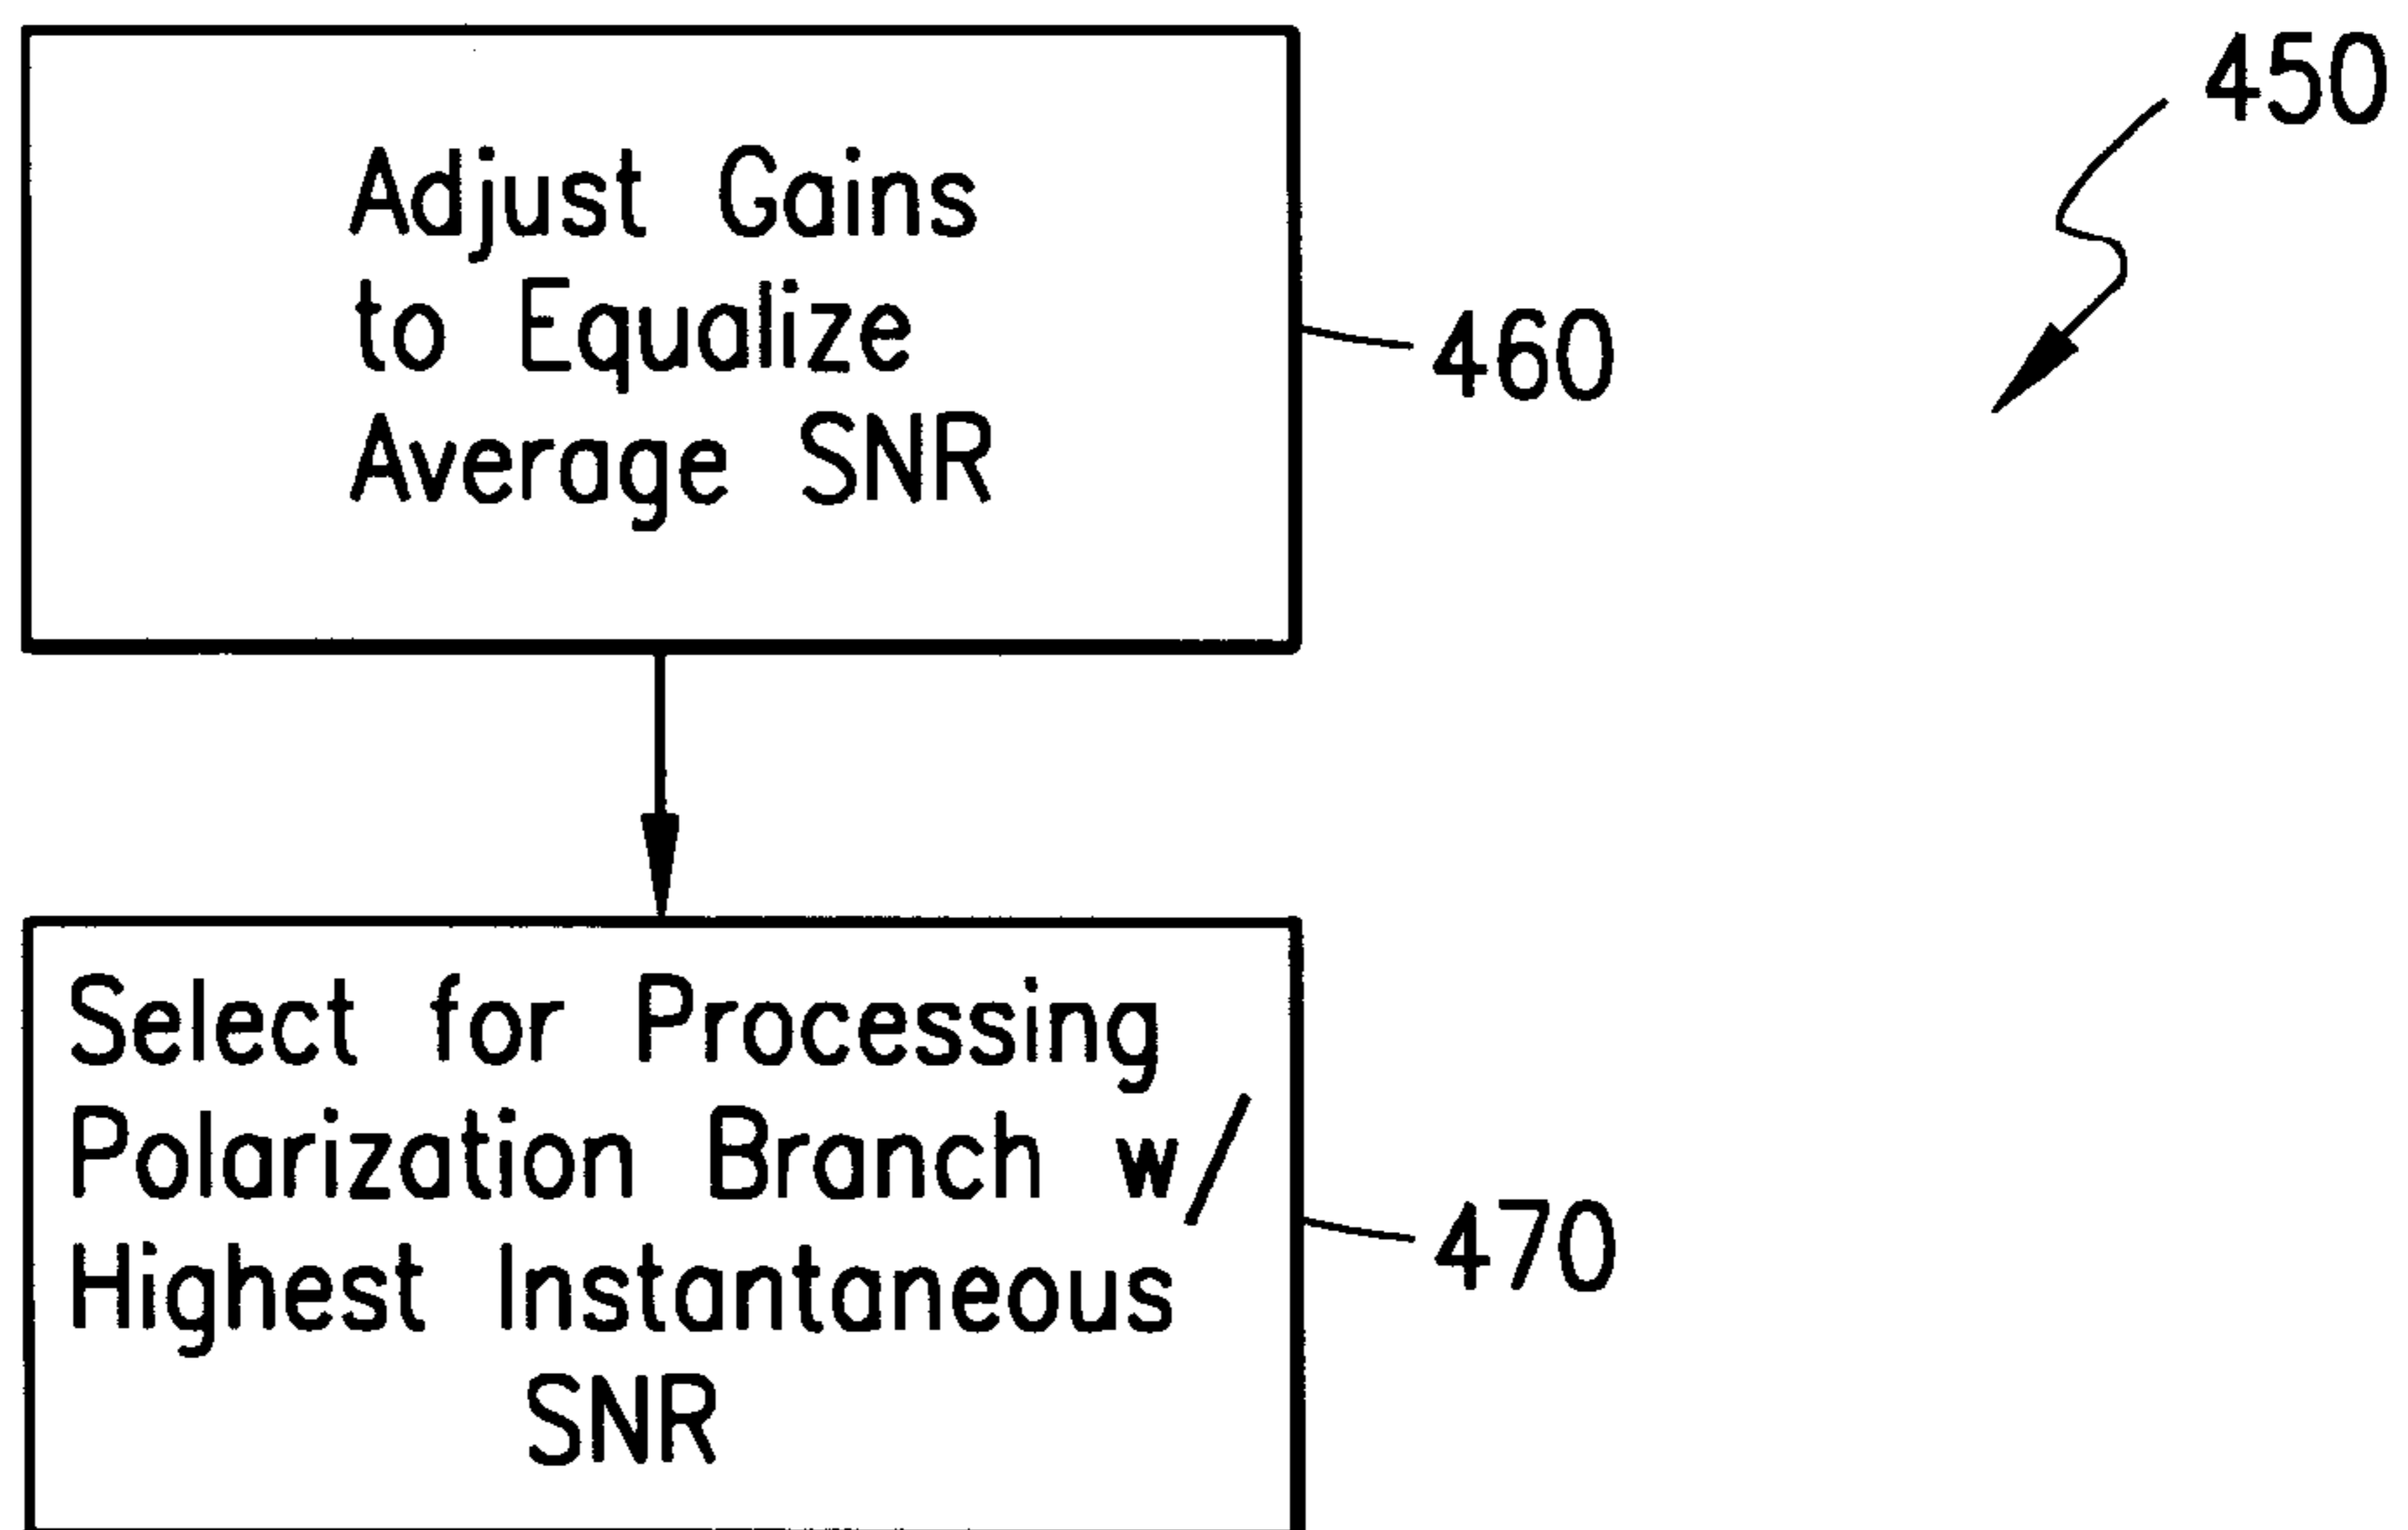 450
Adjust Gains
to Equalize
Average SNR
460
Select for Processing
Polarization Branch w/
Highest Instantaneous
SNR
470